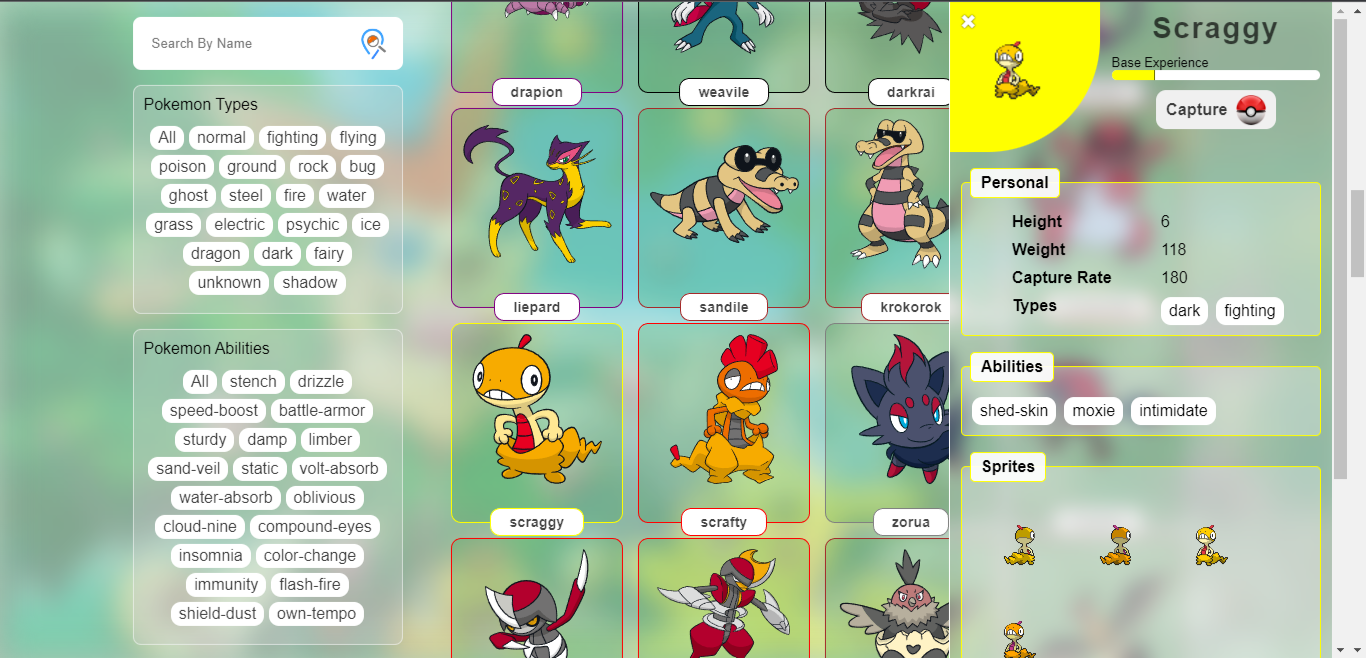 Search By Name
Pokemon Types
All normal fighting flying
poison ground rock bug
ghost steel fire water
grass electric psychic ice
dragon dark fairy
unknown shadow
Pokemon Abilities
All stench drizzle
speed-boost battle-armor
sturdy damp limber
sand-veil static volt-absorb
water-absorb oblivious
cloud-nine compound-eyes
insomnia color-change
immunity flash-fire
shield-dust own-tempo
drapion weavile darkrai
liepard sandile krokorok
scraggy scrafty zorua
Scraggy
Base Experience
Capture
Personal
Height 6
Weight 118
Capture Rate 180
Types dark fighting
Abilities
shed-skin moxie intimidate
Sprites